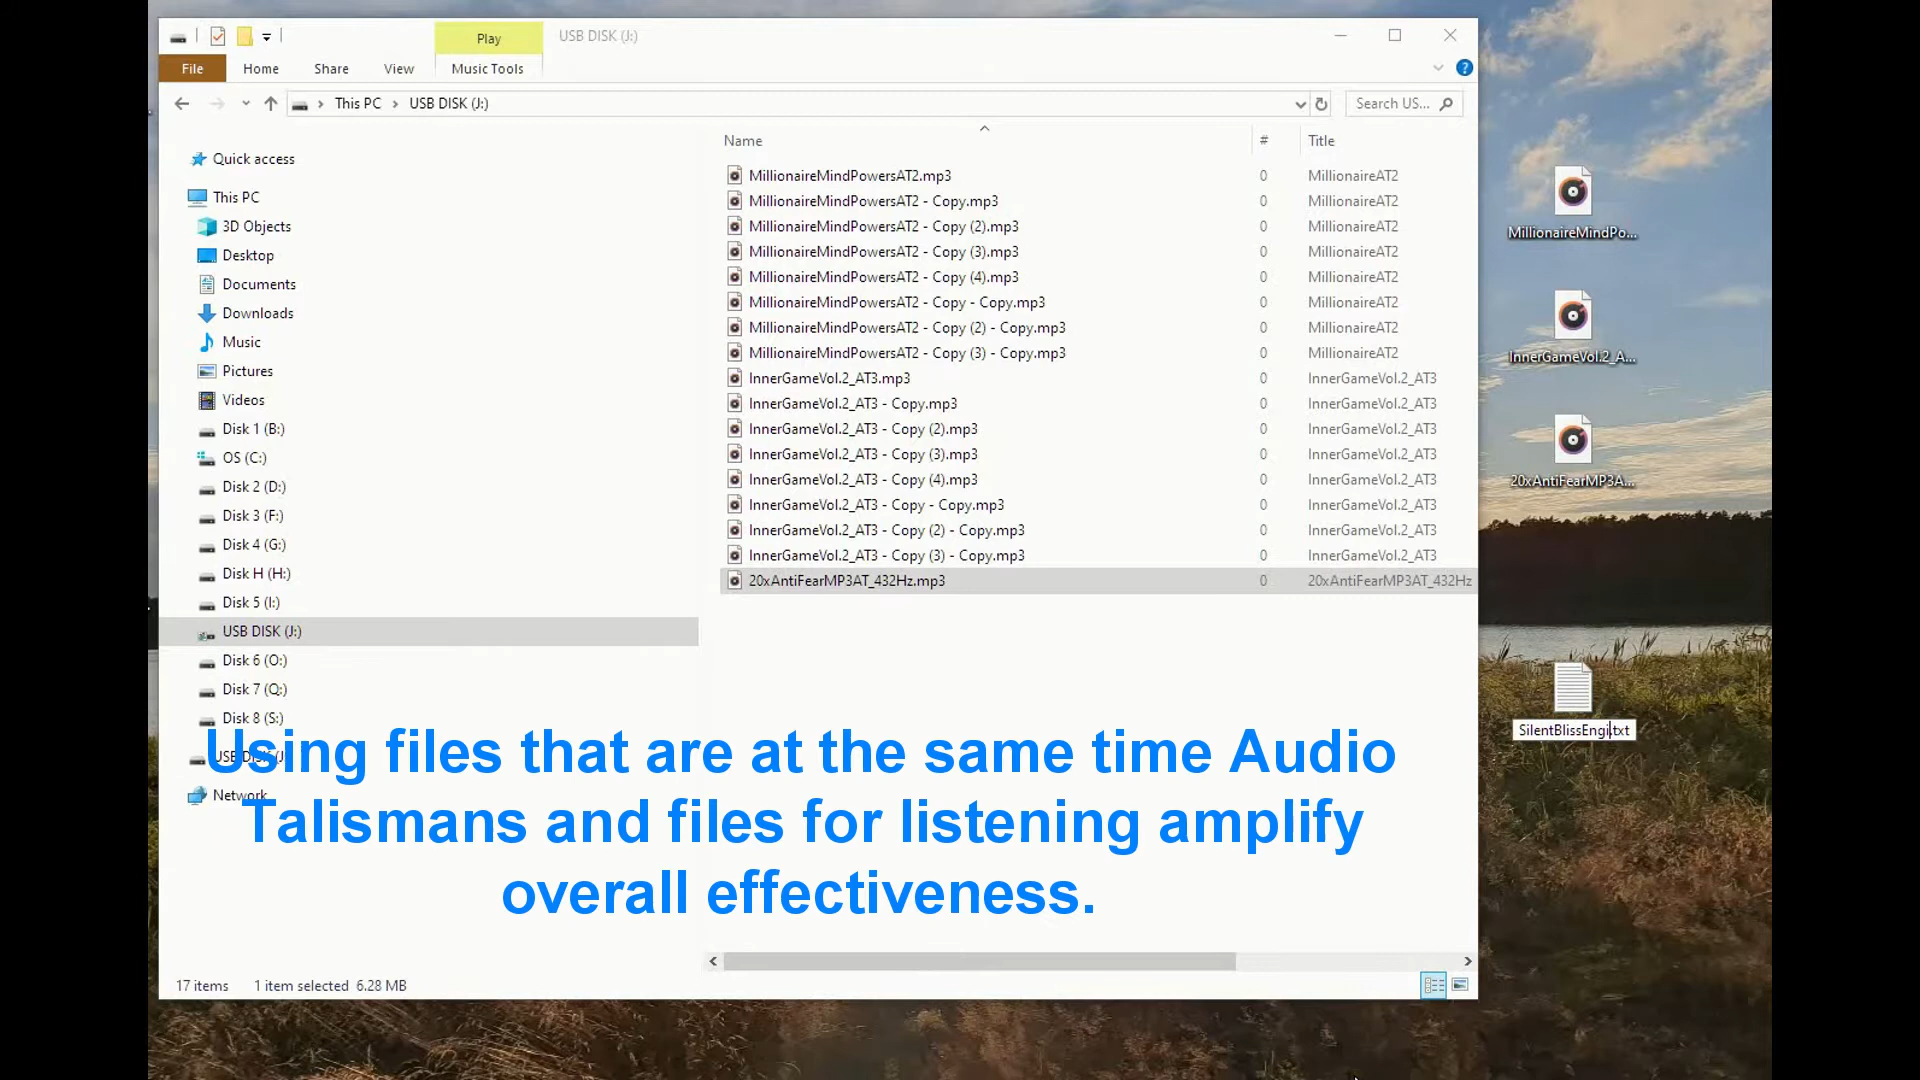 Play
USB DISK (J:)
File
Home
Share
View
Music Tools
This PC
USB DISK (J:)
Search US...
Name
#
Title
Quick access
This PC
3D Objects
Desktop
Documents
Downloads
Music
Pictures
Videos
Disk 1 (B:)
OS (C:)
Disk 2 (D:)
Disk 3 (F:)
Disk 4 (G:)
Disk H (H:)
Disk 5 (I:)
USB DISK (J:)
Disk 6 (O:)
Disk 7 (Q:)
Disk 8 (S:)
USB DISK (J:)
Network
MillionaireMindPowersAT2.mp3 0 MillionaireAT2
MillionaireMindPowersAT2 - Copy.mp3 0 MillionaireAT2
MillionaireMindPowersAT2 - Copy (2).mp3 0 MillionaireAT2
MillionaireMindPowersAT2 - Copy (3).mp3 0 MillionaireAT2
MillionaireMindPowersAT2 - Copy (4).mp3 0 MillionaireAT2
MillionaireMindPowersAT2 - Copy - Copy.mp3 0 MillionaireAT2
MillionaireMindPowersAT2 - Copy (2) - Copy.mp3 0 MillionaireAT2
MillionaireMindPowersAT2 - Copy (3) - Copy.mp3 0 MillionaireAT2
InnerGameVol.2_AT3.mp3 0 InnerGameVol.2_AT3
InnerGameVol.2_AT3 - Copy.mp3 0 InnerGameVol.2_AT3
InnerGameVol.2_AT3 - Copy (2).mp3 0 InnerGameVol.2_AT3
InnerGameVol.2_AT3 - Copy (3).mp3 0 InnerGameVol.2_AT3
InnerGameVol.2_AT3 - Copy (4).mp3 0 InnerGameVol.2_AT3
InnerGameVol.2_AT3 - Copy - Copy.mp3 0 InnerGameVol.2_AT3
InnerGameVol.2_AT3 - Copy (2) - Copy.mp3 0 InnerGameVol.2_AT3
InnerGameVol.2_AT3 - Copy (3) - Copy.mp3 0 InnerGameVol.2_AT3
20xAntiFearMP3AT_432Hz.mp3 0 20xAntiFearMP3AT_432Hz
MillionaireMindPo...
InnerGameVol.2_A...
20xAntiFearMP3A...
SilentBlissEngi.txt
Using files that are at the same time Audio
Talismans and files for listening amplify
overall effectiveness.
17 items
1 item selected 6.28 MB